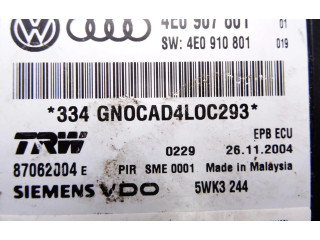 4E0 907 801 01
SW: 4E0 910 801 019
*334 GNOCAD4LOC293*
TRW EPB ECU
0229 26.11.2004
87062004 E PIR SME 0001 Made in Malaysia
SIEMENS VDO 5WK3 244